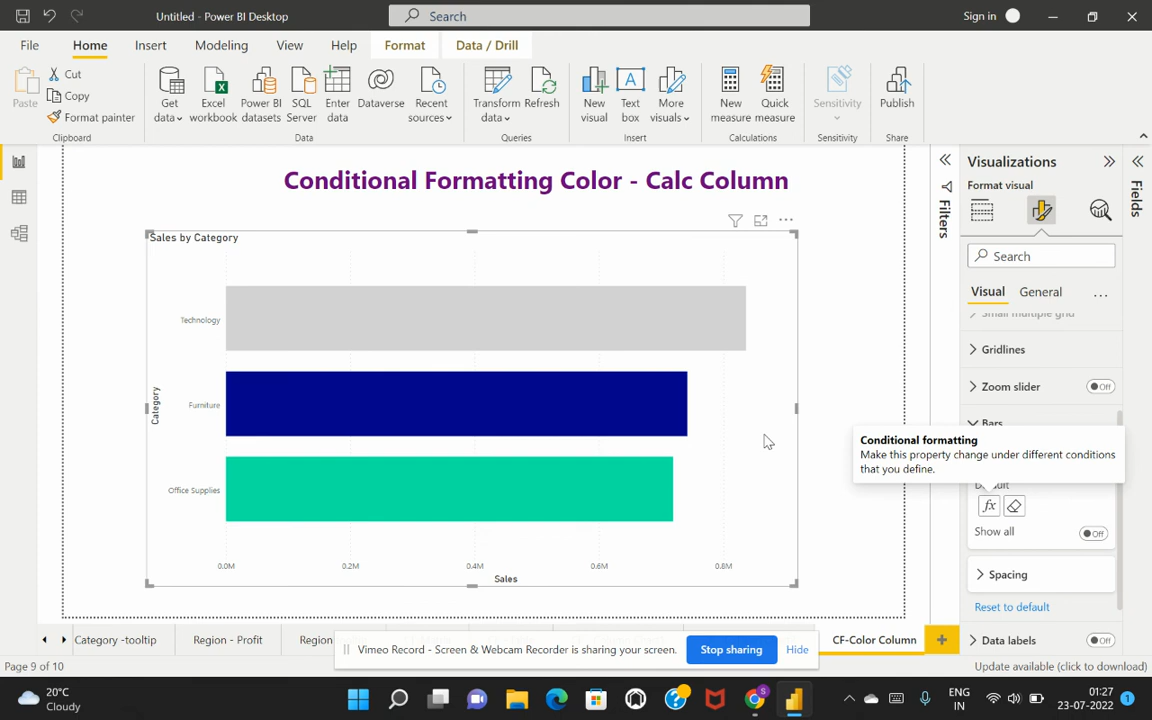 Untitled - Power BI Desktop
Search
Sign in
File
Home
Insert
Modeling
View
Help
Format
Data / Drill
Paste
Cut
Copy
Format painter
Get data
Excel workbook
Power BI datasets
SQL Server
Enter data
Dataverse
Recent sources
Transform data
Refresh
New visual
Text box
More visuals
New measure
Quick measure
Sensitivity
Publish
Clipboard
Data
Queries
Insert
Calculations
Sensitivity
Share
Conditional Formatting Color - Calc Column
Sales by Category
Technology
Furniture
Office Supplies
Category
0.0M
0.2M
0.4M
0.6M
0.8M
Sales
Filters
Visualizations
Format visual
Search
Visual
General
Small multiple grid
Gridlines
Zoom slider
Off
Bars
Conditional formatting
Make this property change under different conditions
that you define.
Default
fx
Show all
Off
Spacing
Reset to default
Data labels
Off
Fields
Category -tooltip
Region - Profit
Region
CF-Color Column
Vimeo Record - Screen & Webcam Recorder is sharing your screen.
Stop sharing
Hide
Page 9 of 10
Update available (click to download)
20°C
Cloudy
ENG
IN
01:27
23-07-2022
1